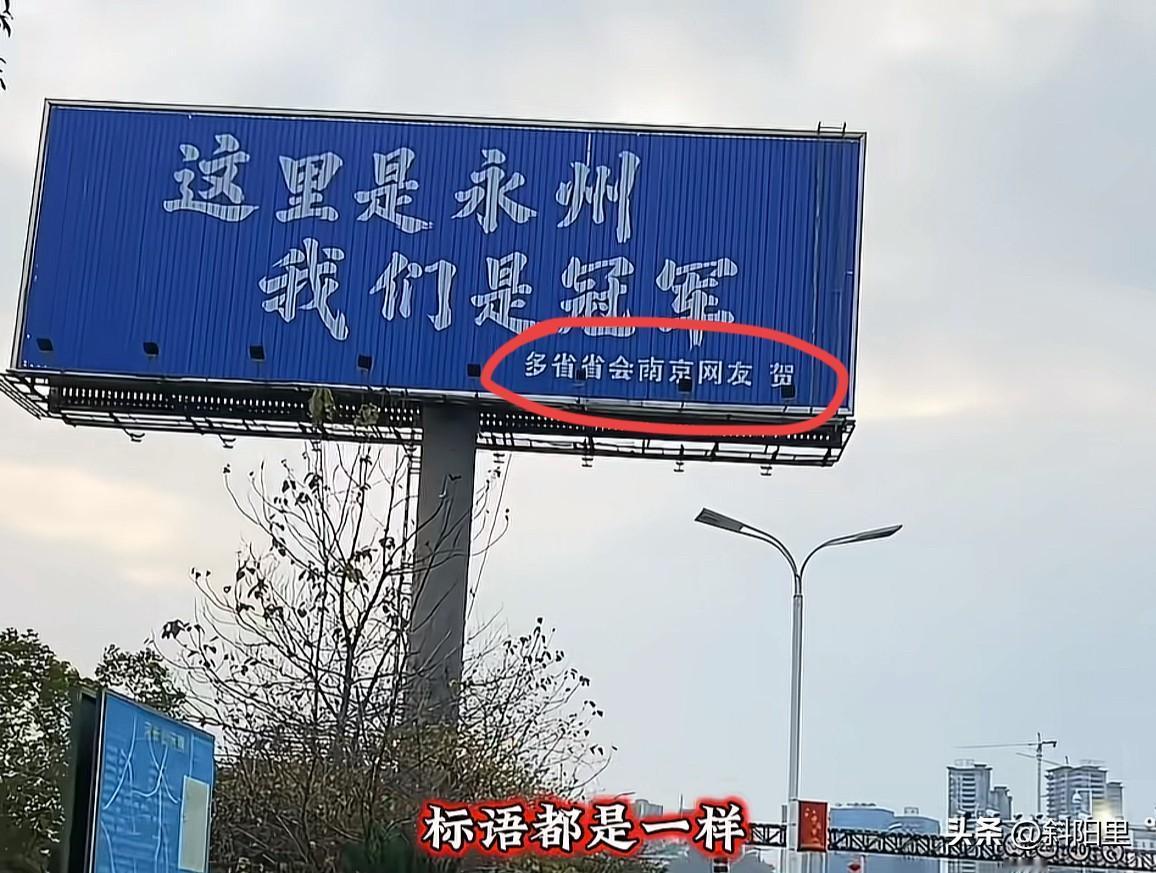 这里是永州
我们是冠军
多省省会南京网友 贺
标语都是一样
头条 @斜阳里